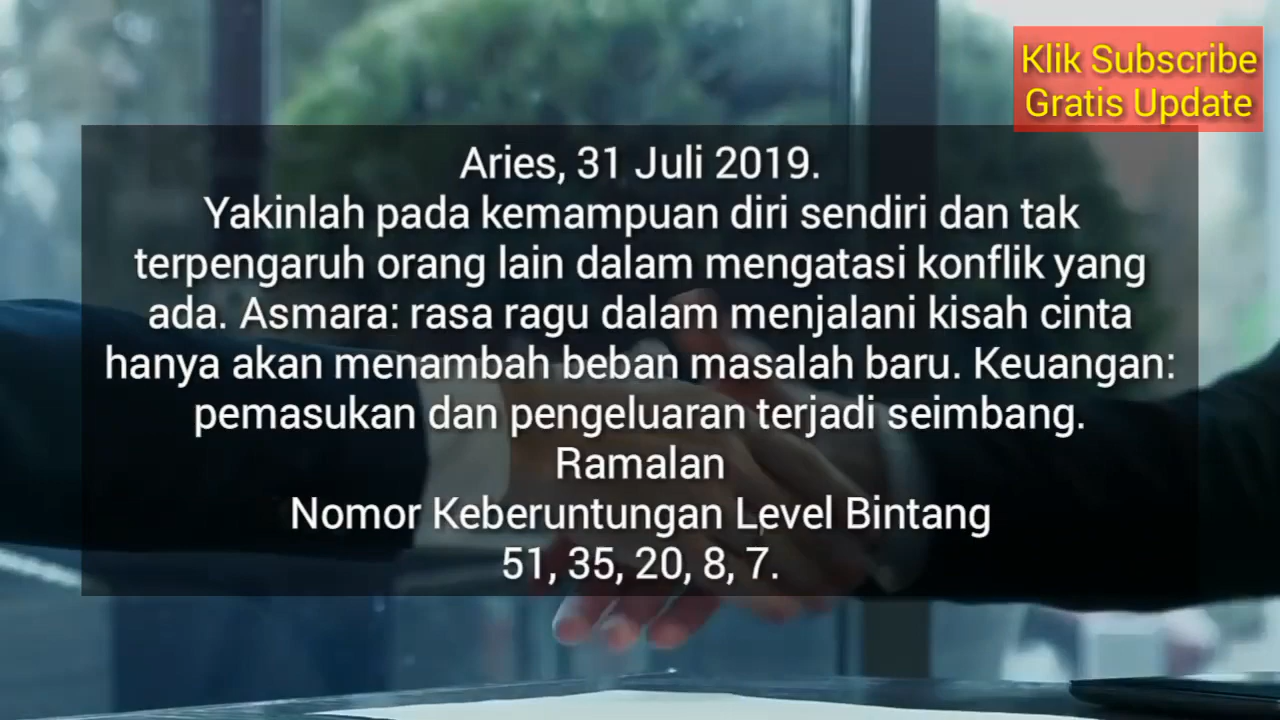 Klik Subscribe
Gratis Update
Aries, 31 Juli 2019.
Yakinlah pada kemampuan diri sendiri dan tak
terpengaruh orang lain dalam mengatasi konflik yang
ada. Asmara: rasa ragu dalam menjalani kisah cinta
hanya akan menambah beban masalah baru. Keuangan:
pemasukan dan pengeluaran terjadi seimbang.
Ramalan
Nomor Keberuntungan Level Bintang
51, 35, 20, 8, 7.